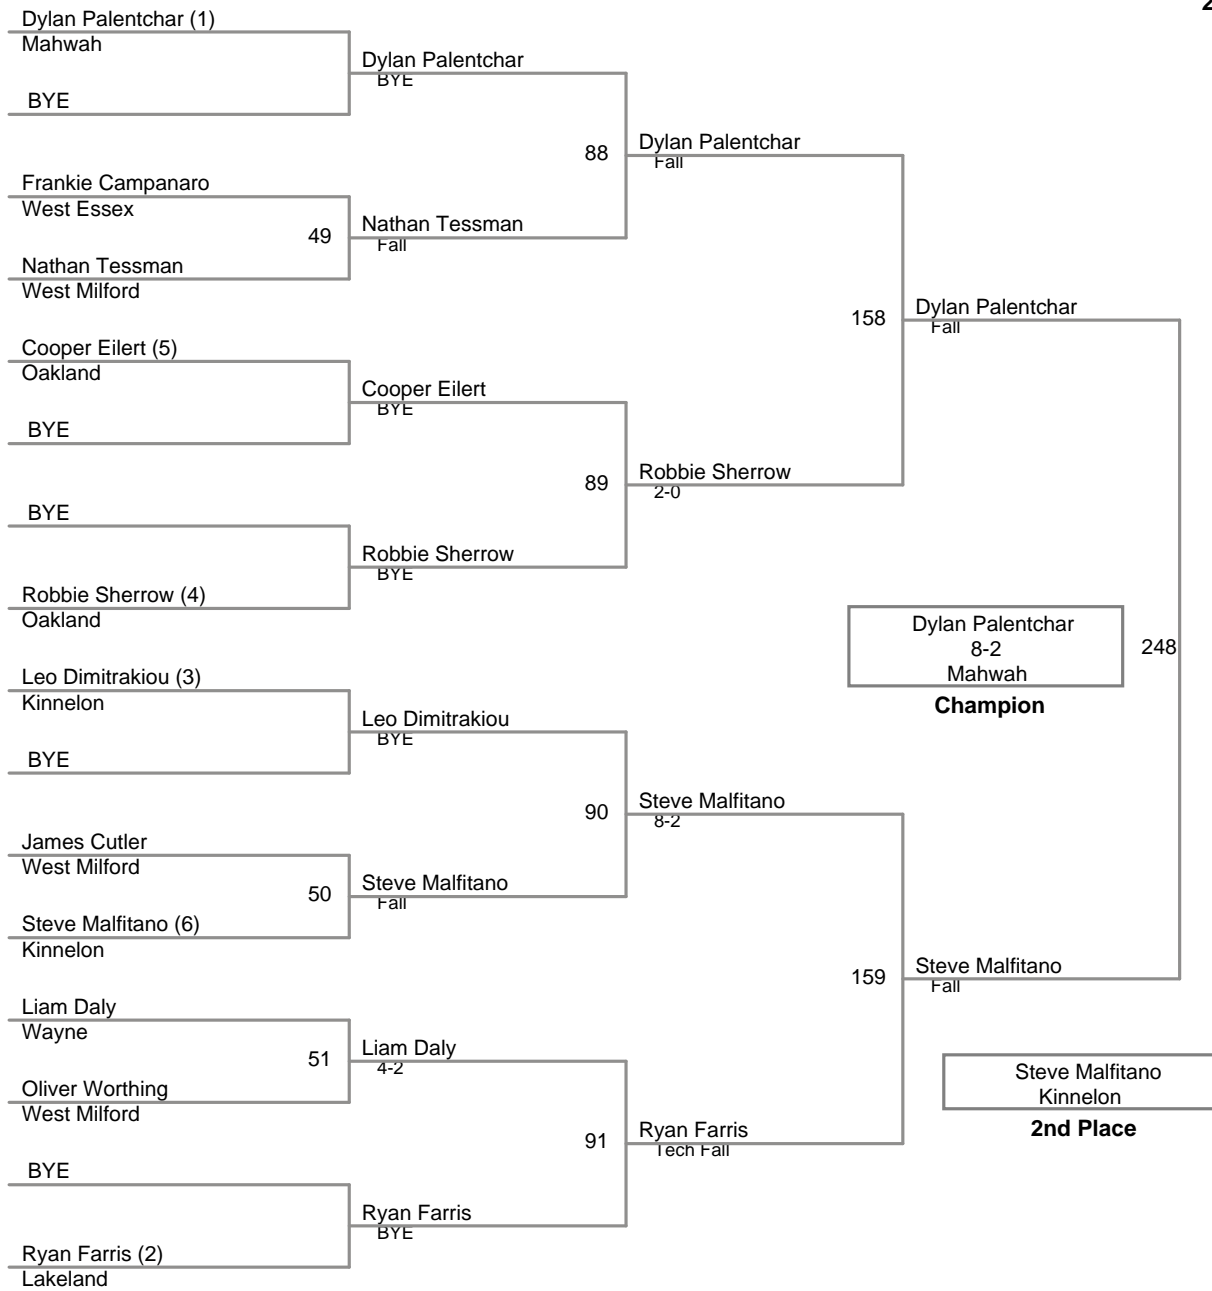 2
Dylan Palentchar (1)
Mahwah
Dylan Palentchar
BYE
BYE
Dylan Palentchar
Fall
88
Frankie Campanaro
West Essex
Nathan Tessman
Fall
49
Nathan Tessman
West Milford
Dylan Palentchar
Fall
158
Cooper Eilert (5)
Oakland
Cooper Eilert
BYE
BYE
Robbie Sherrow
2-0
89
BYE
Robbie Sherrow
BYE
Robbie Sherrow (4)
Oakland
Dylan Palentchar
8-2
Mahwah
Champion
248
Leo Dimitrakiou (3)
Kinnelon
Leo Dimitrakiou
BYE
BYE
Steve Malfitano
8-2
90
James Cutler
West Milford
Steve Malfitano
Fall
50
Steve Malfitano (6)
Kinnelon
Steve Malfitano
Fall
159
Liam Daly
Wayne
Liam Daly
4-2
51
Oliver Worthing
West Milford
Steve Malfitano
Kinnelon
2nd Place
Ryan Farris
Tech Fall
91
BYE
Ryan Farris
BYE
Ryan Farris (2)
Lakeland